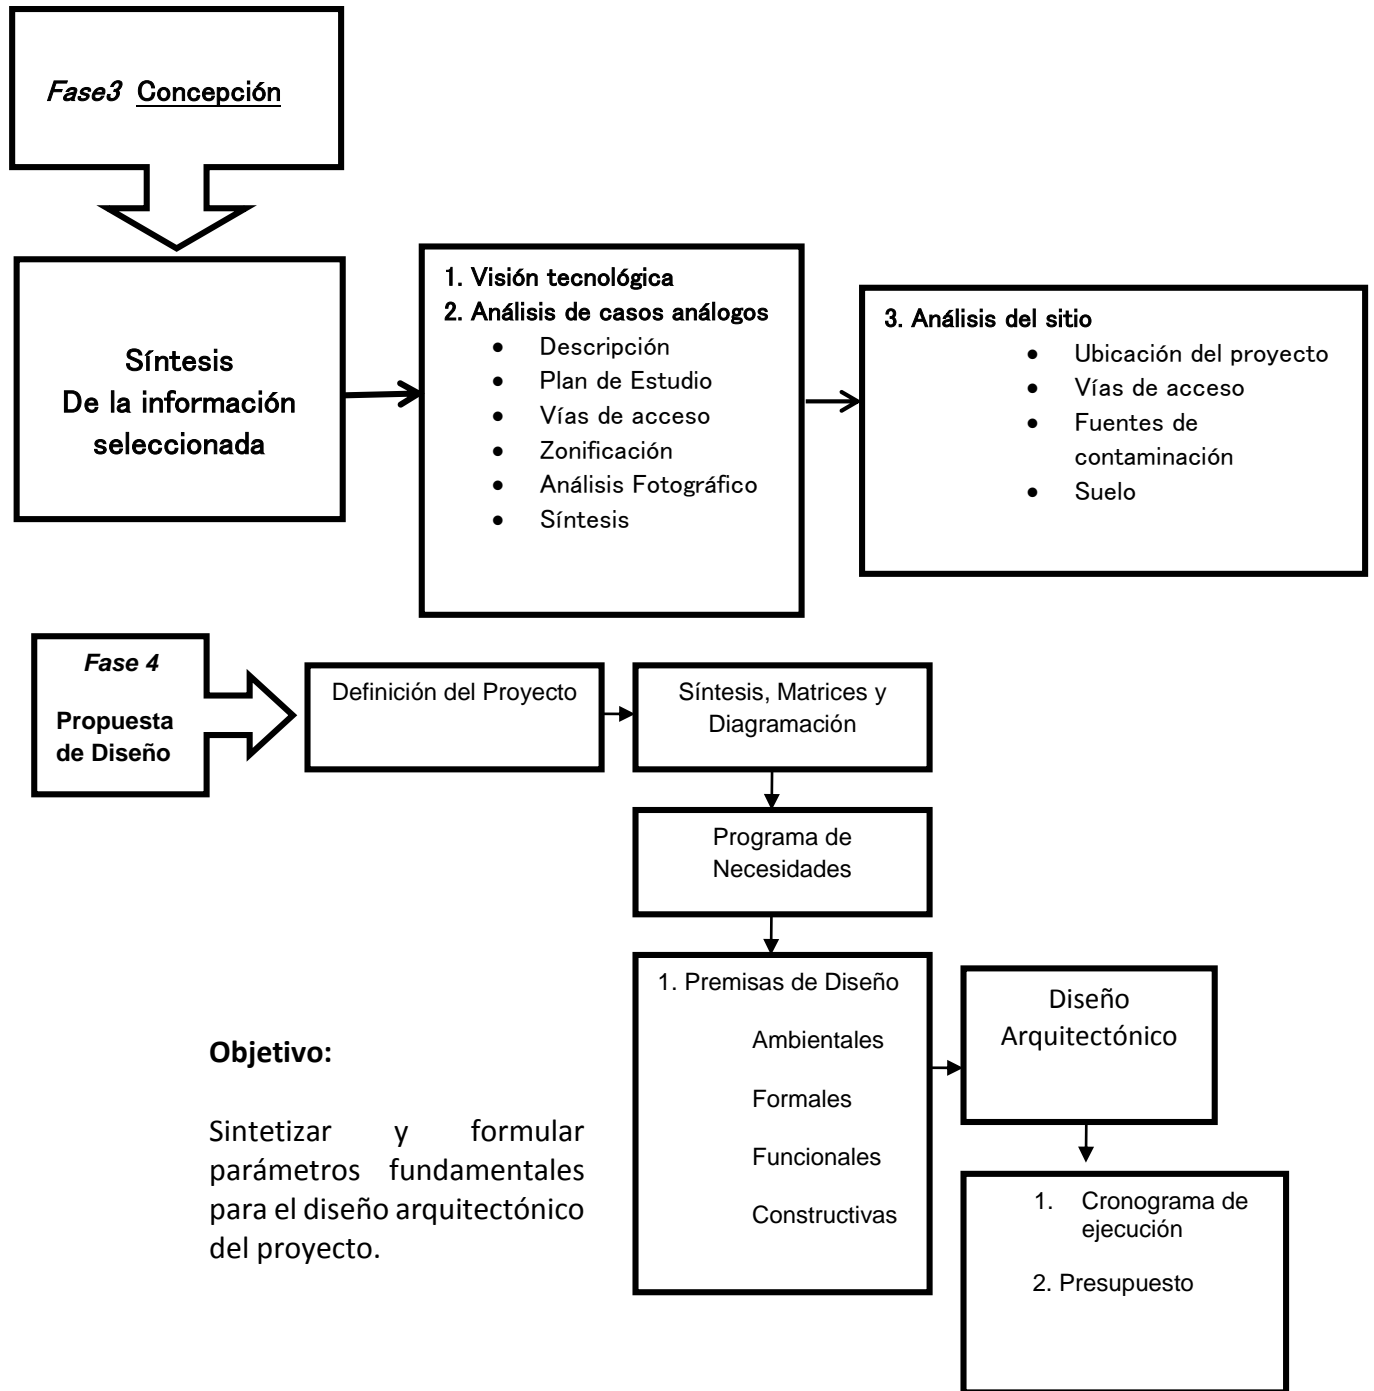 Fase3 Concepción
Síntesis
De la información
seleccionada
1. Visión tecnológica
2. Análisis de casos análogos
• Descripción
• Plan de Estudio
• Vías de acceso
• Zonificación
• Análisis Fotográfico
• Síntesis
3. Análisis del sitio
• Ubicación del proyecto
• Vías de acceso
• Fuentes de
contaminación
• Suelo
Fase 4
Propuesta
de Diseño
Definición del Proyecto
Síntesis, Matrices y
Diagramación
Programa de
Necesidades
1. Premisas de Diseño
Ambientales
Formales
Funcionales
Constructivas
Diseño
Arquitectónico
1. Cronograma de
ejecución
2. Presupuesto
Objetivo:
Sintetizar y formular
parámetros fundamentales
para el diseño arquitectónico
del proyecto.